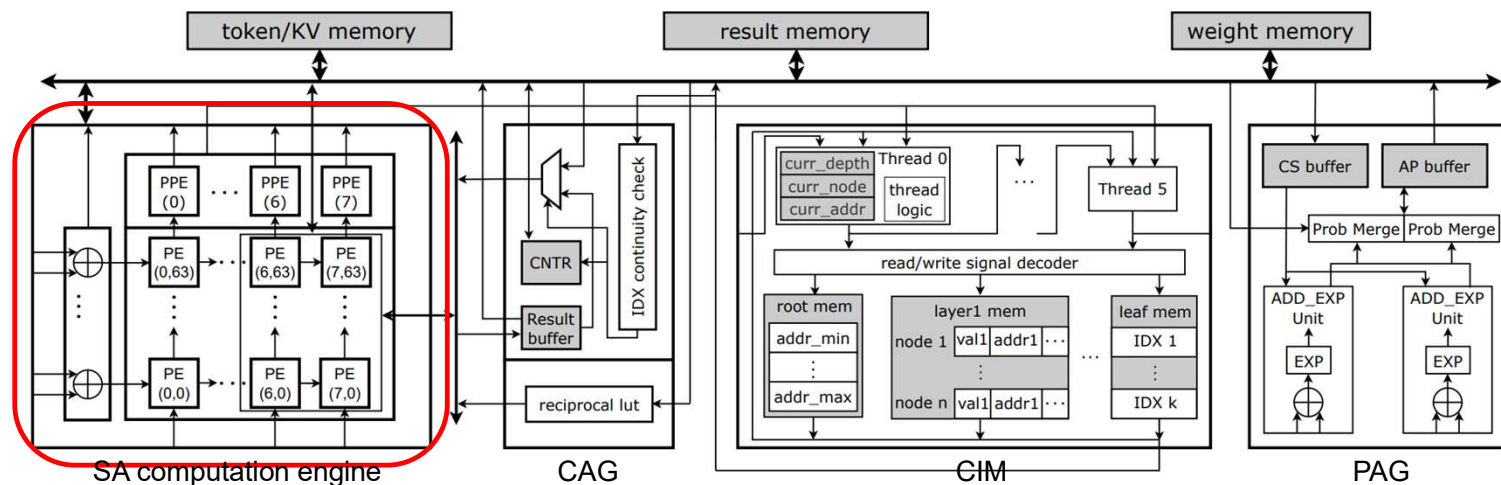 token/KV memory
result memory
weight memory
PPE
(0)
...
PPE
(6)
PPE
(7)
PE
(0,63)
...
PE
(6,63)
PE
(7,63)
PE
(0,0)
...
PE
(6,0)
PE
(7,0)
SA computation engine
CNTR
Result
buffer
IDX continuity check
reciprocal lut
CAG
curr_depth
curr_node
curr_addr
Thread 0
thread
logic
...
Thread 5
read/write signal decoder
root mem
addr_min
addr_max
layer1 mem
node 1
val1 addr1 ...
node n
val1 addr1 ...
...
leaf mem
IDX 1
IDX k
CIM
CS buffer
AP buffer
Prob Merge Prob Merge
ADD_EXP
Unit
EXP
ADD_EXP
Unit
EXP
PAG